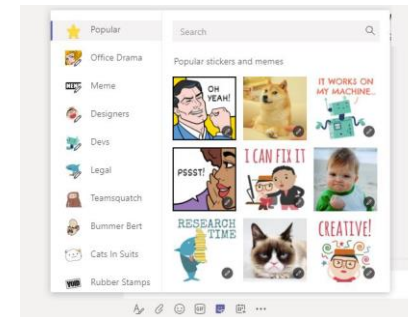 Popular
Office Drama
Meme
Designers
Devs
Legal
Teamsquatch
Bummer Bert
Cats In Suits
Rubber Stamps
Search
Popular stickers and memes
OH
YEAH!
IT WORKS ON
MY MACHINE...
PSSST!
I CAN FIX IT
RESEARCH
TIME
CREATIVE!
GIF